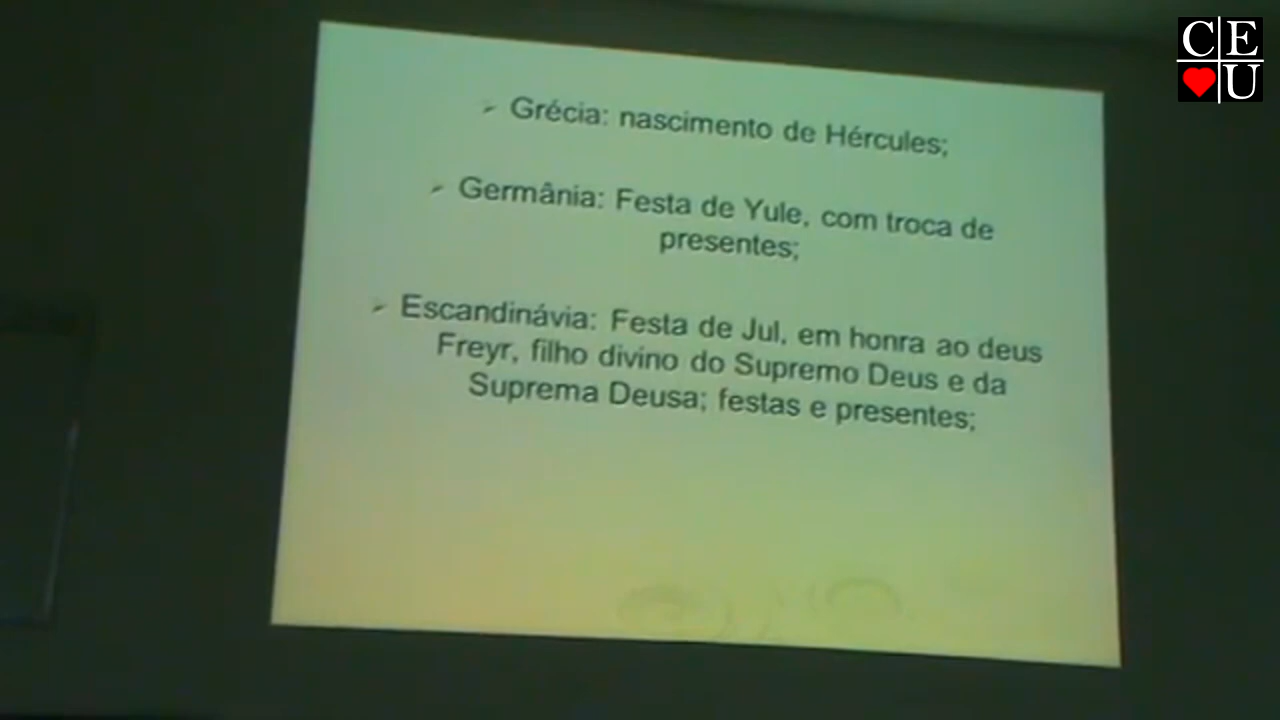 C E
U
Grécia: nascimento de Hércules;
Germânia: Festa de Yule, com troca de
presentes;
Escandinávia: Festa de Jul, em honra ao deus
Freyr, filho divino do Supremo Deus e da
Suprema Deusa; festas e presentes;